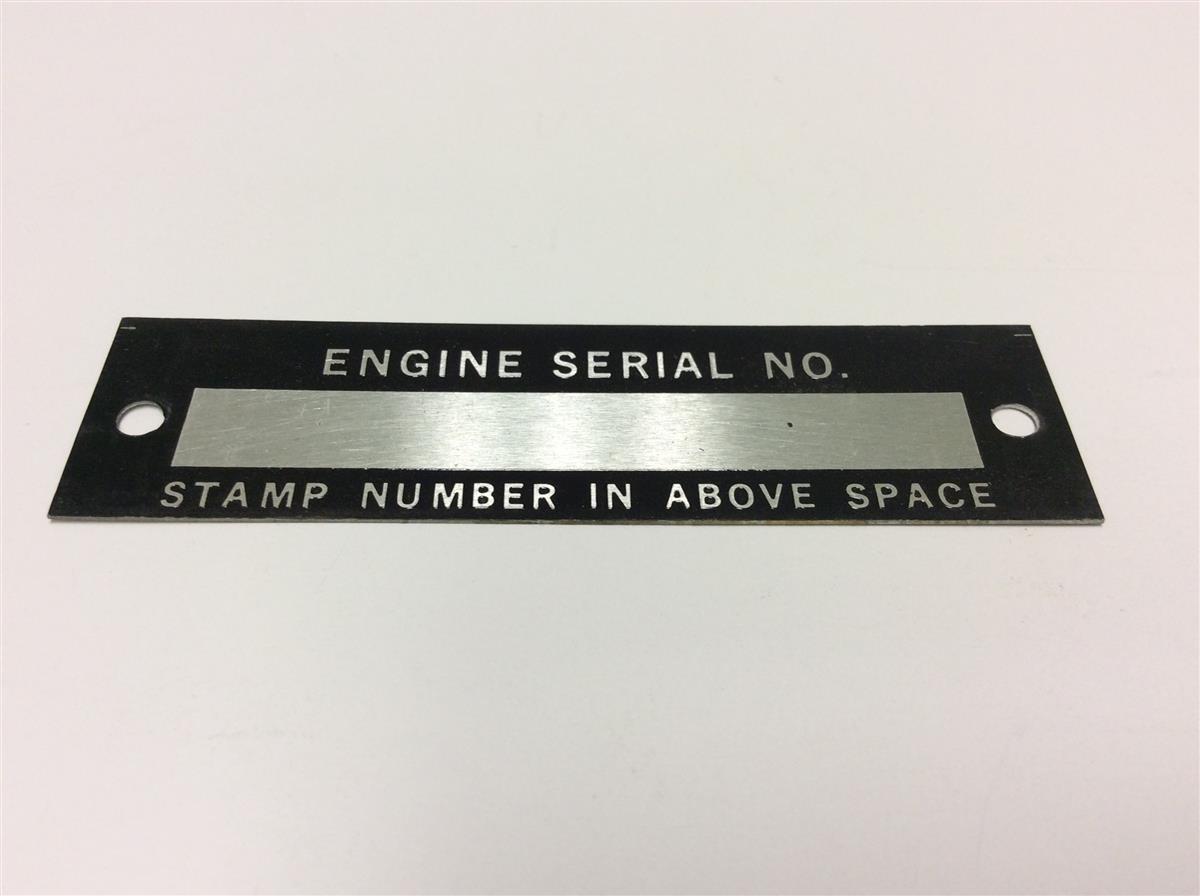 ENGINE SERIAL NO.
STAMP NUMBER IN ABOVE SPACE